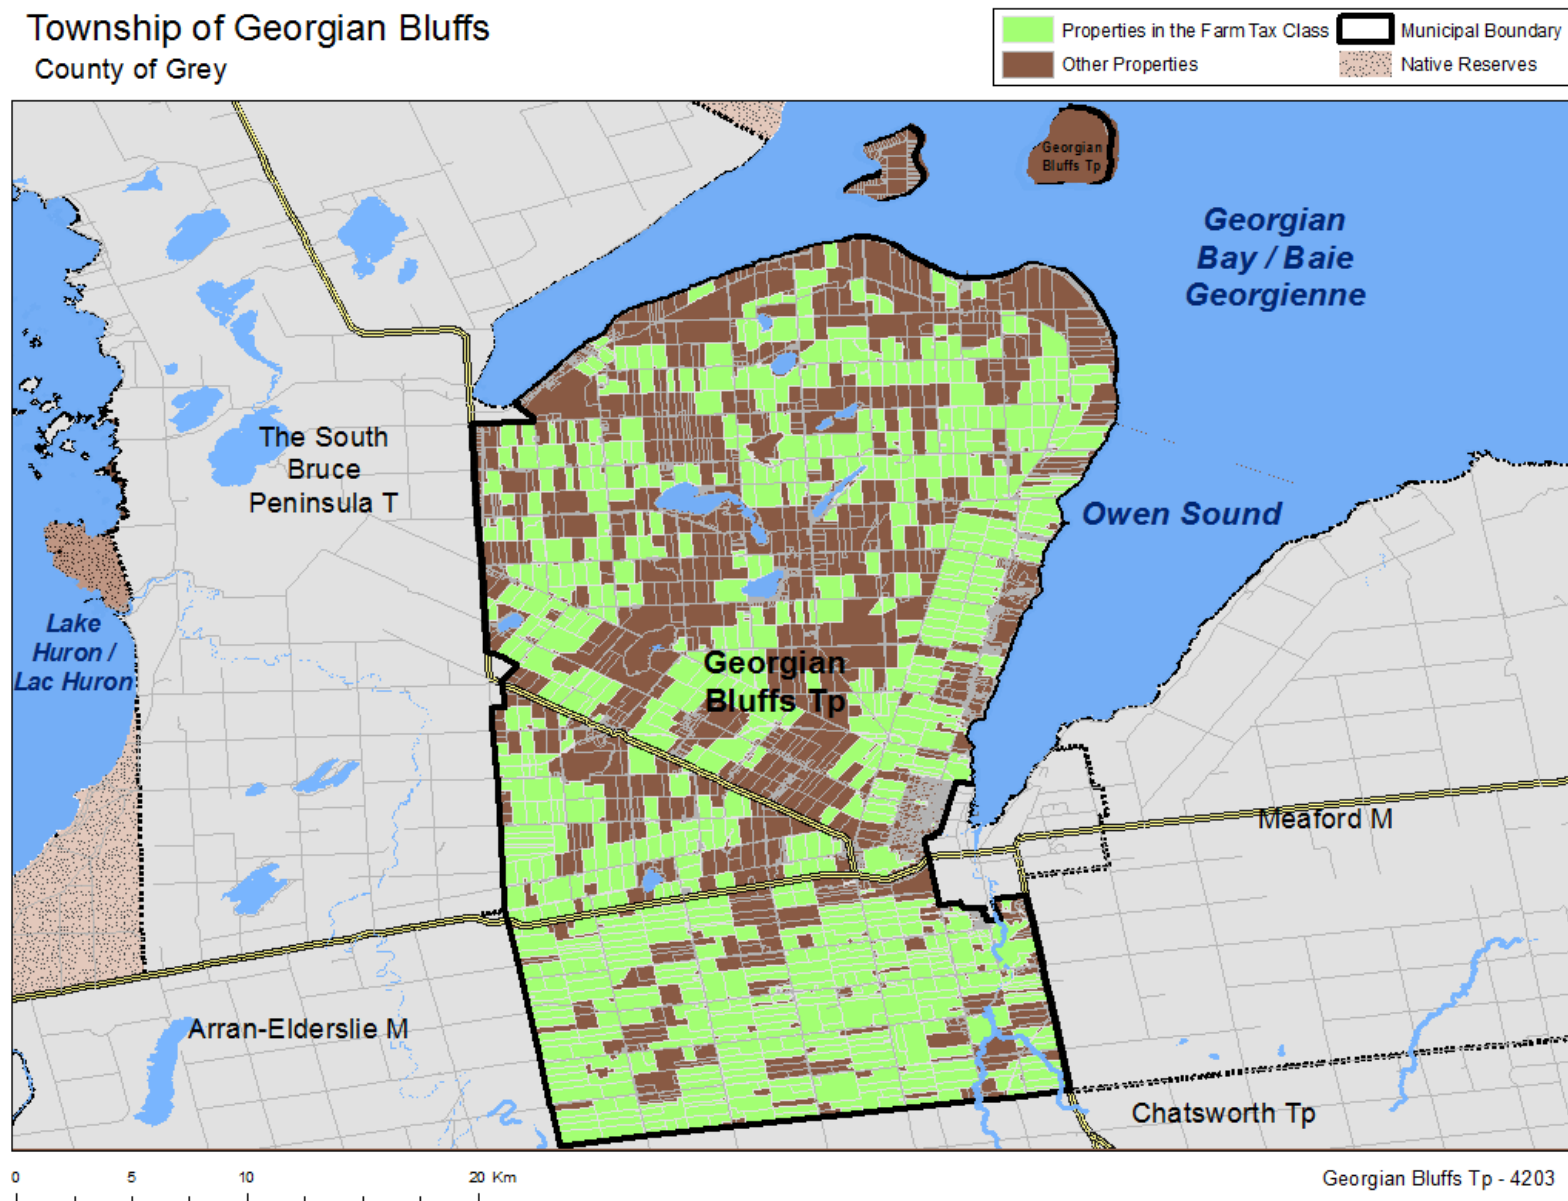 Township of Georgian Bluffs
County of Grey
Properties in the Farm Tax Class
Municipal Boundary
Other Properties
Native Reserves
Georgian
Bluffs Tp
Georgian
Bay / Baie
Georgienne
The South
Bruce
Peninsula T
Owen Sound
Lake
Huron /
Lac Huron
Georgian
Bluffs Tp
Meaford M
Arran-Elderslie M
Chatsworth Tp
0 5 10 20 Km
Georgian Bluffs Tp - 4203